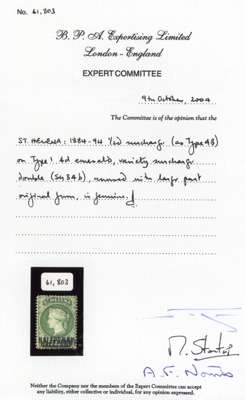 No. 61,803
B. P. A. Expertising Limited
London - England
EXPERT COMMITTEE
9th October, 2004
The Committee is of the opinion that the
ST. HELENA: 1884-94 ½d surcharge (as Type 4B)
on Type 1 6d emerald, variety surcharge
double (SG 34b), unused with large part
original gum, is genuine.
61,803
HALFPENNY
Neither the Company nor the members of the Expert Committee can accept
any liability, either collective or individual, for any opinion expressed.